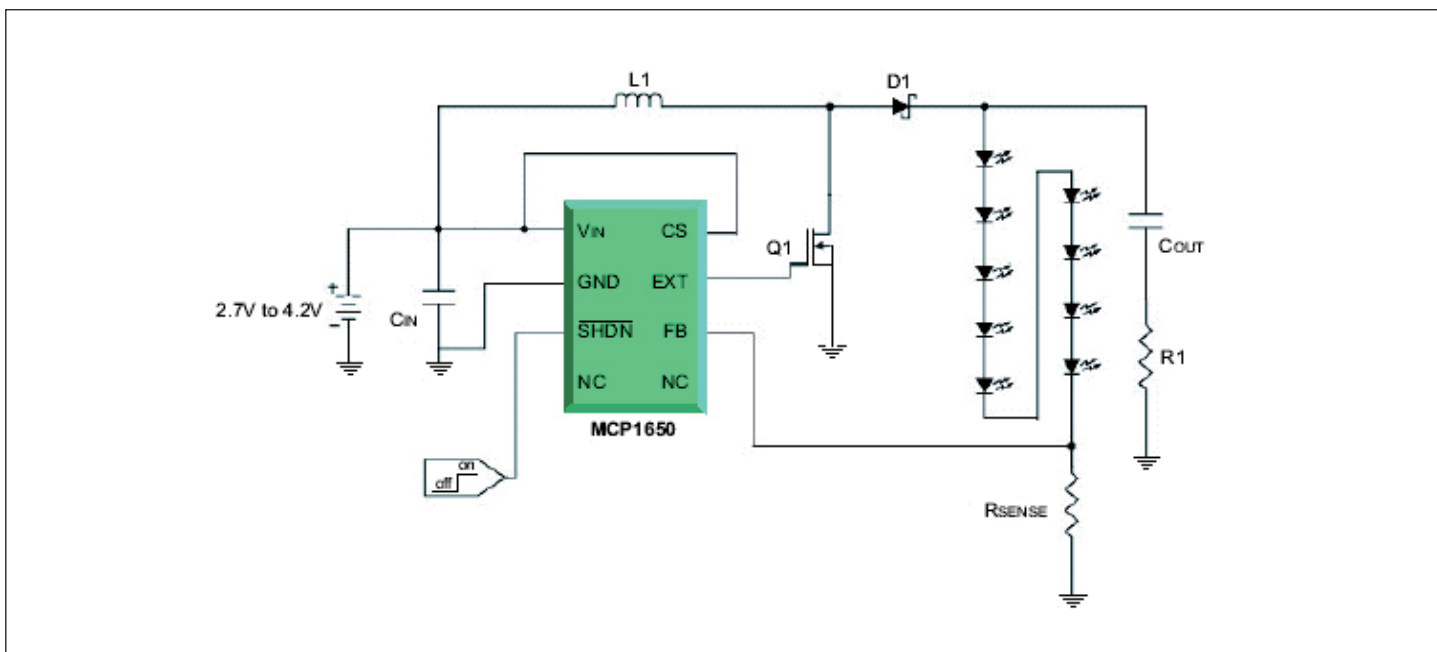 L1
D1
VIN
CS
Q1
GND
EXT
COUT
+
2.7V to 4.2V
-
CIN
SHDN
FB
R1
NC
NC
MCP1650
on
off
RSENSE